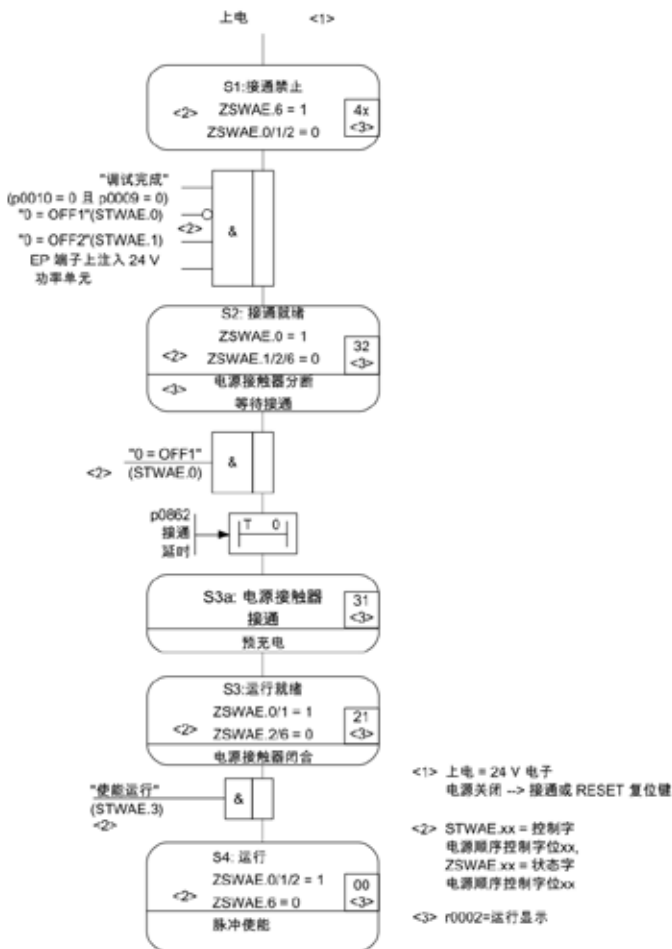 上电 <1>
S1:接通禁止
<2> ZSWAE.6 = 1
ZSWAE.0/1/2 = 0
4x
<3>
"调试完成"
(p0010 = 0 且 p0009 = 0)
"0 = OFF1"(STWAE.0)
<2>
"0 = OFF2"(STWAE.1)
EP 端子上注入 24 V
功率单元
&
S2: 接通就绪
ZSWAE.0 = 1
<2> ZSWAE.1/2/6 = 0
32
<3>
<3> 电源接触器分断
等待接通
"0 = OFF1"
<2> (STWAE.0)
&
p0862
接通
延时
T 0
S3a: 电源接触器
接通
31
<3>
预充电
S3:运行就绪
ZSWAE.0/1 = 1
<2> ZSWAE.2/6 = 0
21
<3>
电源接触器闭合
"使能运行"
(STWAE.3)
<2>
&
S4: 运行
ZSWAE.0/1/2 = 1
<2> ZSWAE.6 = 0
00
<3>
脉冲使能
<1> 上电 = 24 V 电子
电源关闭 --> 接通或 RESET 复位键
<2> STWAE.xx = 控制字
电源顺序控制字位xx,
ZSWAE.xx = 状态字
电源顺序控制字位xx
<3> r0002=运行显示